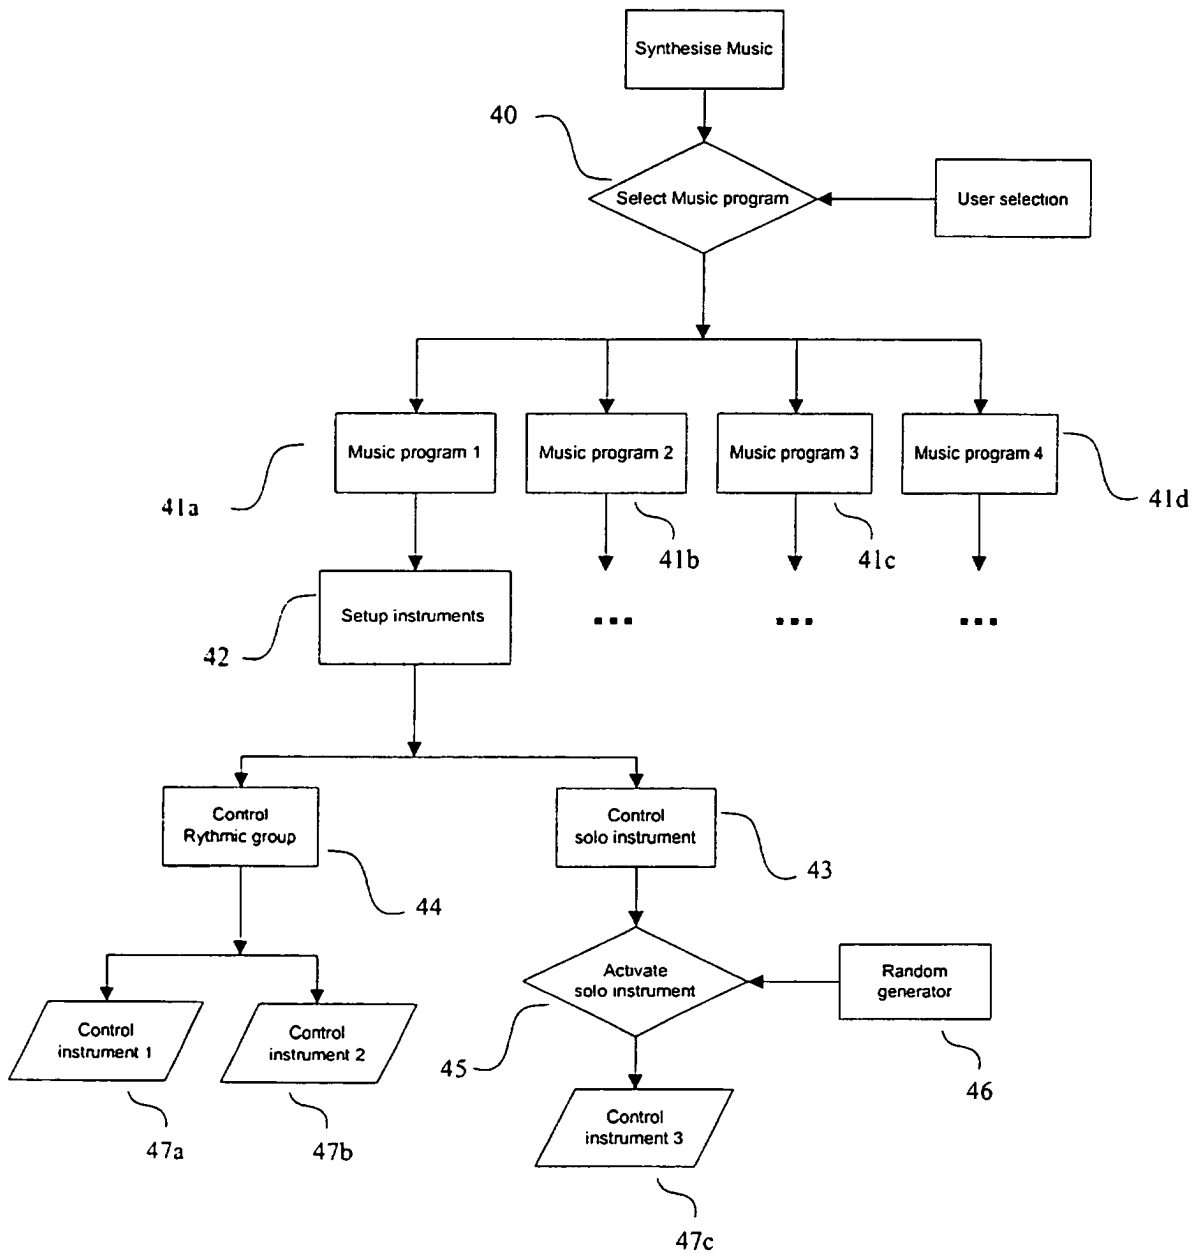 Synthesise Music
40
Select Music program
User selection
Music program 1
Music program 2
Music program 3
Music program 4
41a
41b
41c
41d
Setup instruments
42
Control
Rythmic group
Control
solo instrument
44
43
Activate
solo instrument
Random
generator
45
46
Control
instrument 1
Control
instrument 2
Control
instrument 3
47a
47b
47c